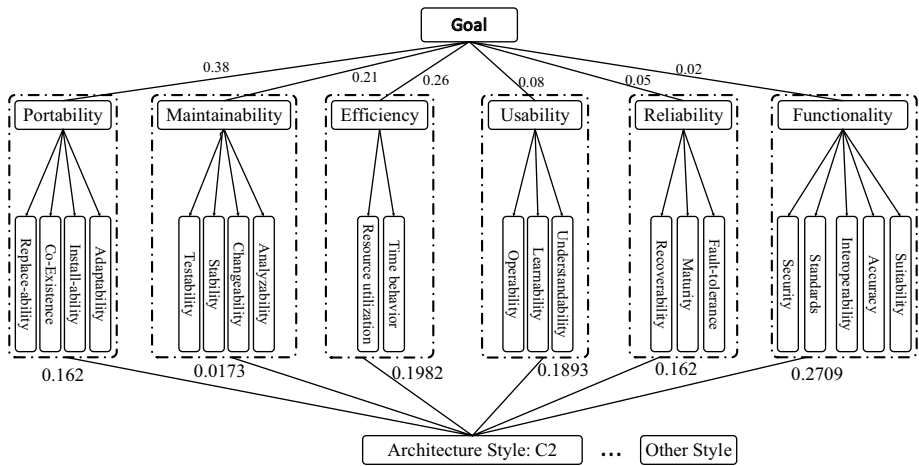 Goal
0.38
0.21
0.26
0.08
0.05
0.02
Portability
Maintainability
Efficiency
Usability
Reliability
Functionality
Replace-ability
Co-Existence
Install-ability
Adaptability
Testability
Stability
Changeability
Analyzability
Resource utilization
Time behavior
Operability
Learnability
Understandability
Recoverability
Maturity
Fault-tolerance
Security
Standards
Interoperability
Accuracy
Suitability
0.162
0.0173
0.1982
0.1893
0.162
0.2709
Architecture Style: C2
...
Other Style